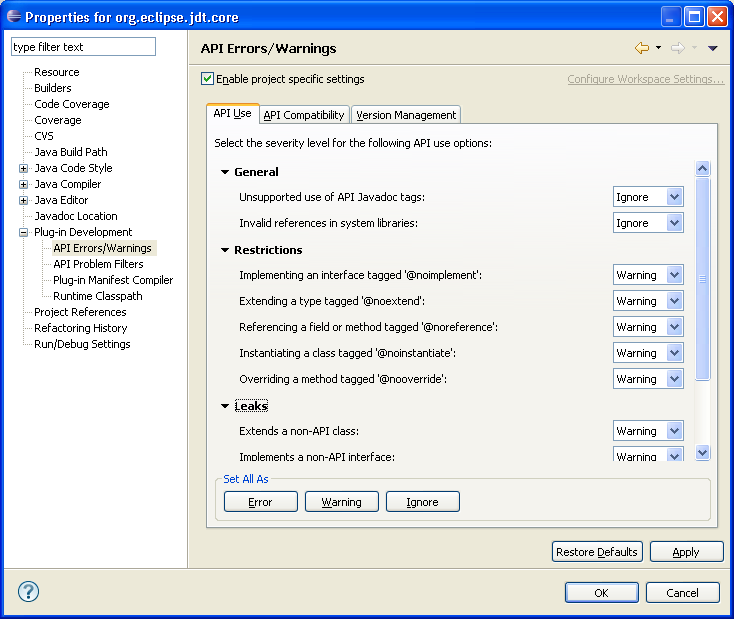 Properties for org.eclipse.jdt.core
type filter text
Resource
Builders
Code Coverage
Coverage
CVS
Java Build Path
Java Code Style
Java Compiler
Java Editor
Javadoc Location
Plug-in Development
API Errors/Warnings
API Problem Filters
Plug-in Manifest Compiler
Runtime Classpath
Project References
Refactoring History
Run/Debug Settings
API Errors/Warnings
Enable project specific settings
Configure Workspace Settings...
API Use
API Compatibility
Version Management
Select the severity level for the following API use options:
General
Unsupported use of API Javadoc tags: Ignore
Invalid references in system libraries: Ignore
Restrictions
Implementing an interface tagged '@noimplement': Warning
Extending a type tagged '@noextend': Warning
Referencing a field or method tagged '@noreference': Warning
Instantiating a class tagged '@noinstantiate': Warning
Overriding a method tagged '@nooverride': Warning
Leaks
Extends a non-API class: Warning
Implements a non-API interface: Warning
Set All As
Error
Warning
Ignore
Restore Defaults
Apply
?
OK
Cancel